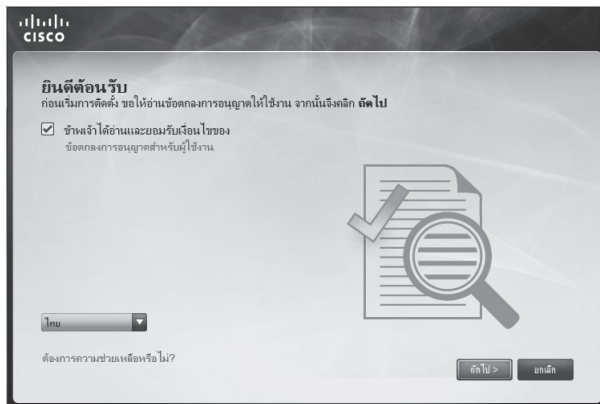 CISCO
ยินดีต้อนรับ
ก่อนเริ่มการติดตั้ง ขอให้อ่านข้อตกลงการอนุญาตให้ใช้งาน จากนั้นจึงคลิก ถัดไป
ข้าพเจ้าได้อ่านและยอมรับเงื่อนไขของ
ข้อตกลงการอนุญาตสำหรับผู้ใช้งาน
ไทย
ต้องการความช่วยเหลือหรือไม่?
ถัดไป >
ยกเลิก